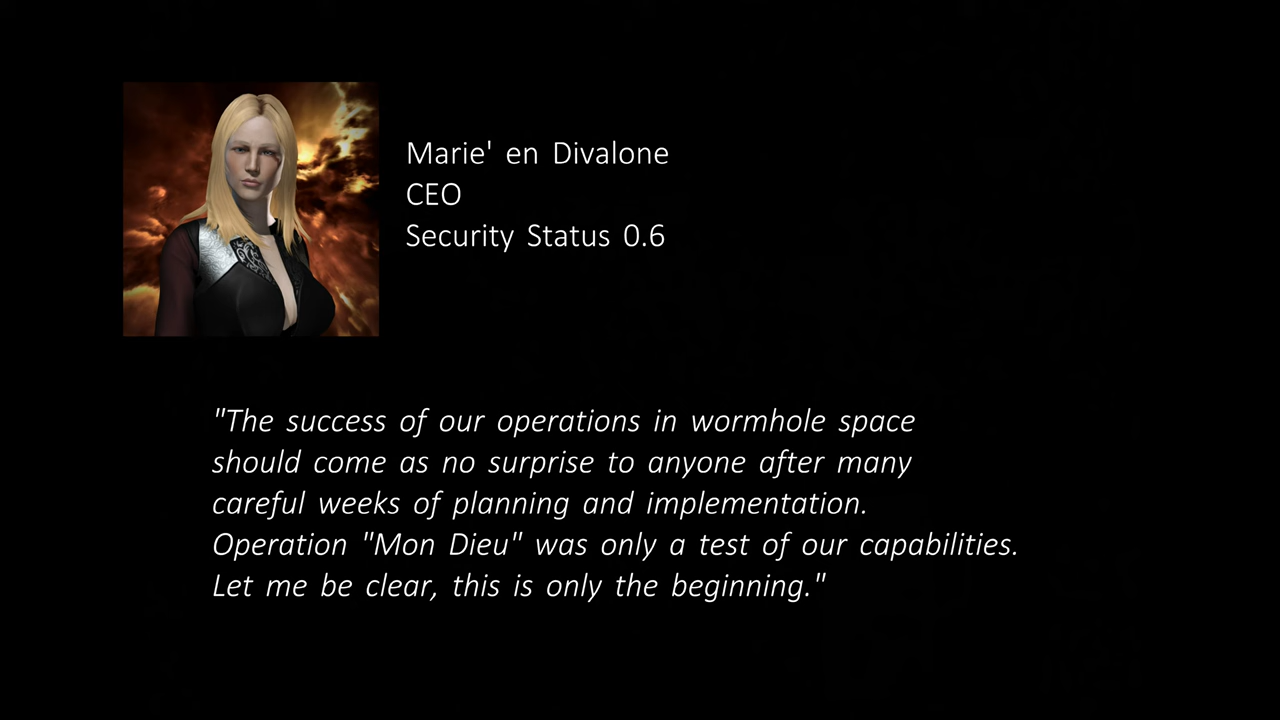 Marie' en Divalone
CEO
Security Status 0.6
"The success of our operations in wormhole space
should come as no surprise to anyone after many
careful weeks of planning and implementation.
Operation "Mon Dieu" was only a test of our capabilities.
Let me be clear, this is only the beginning."